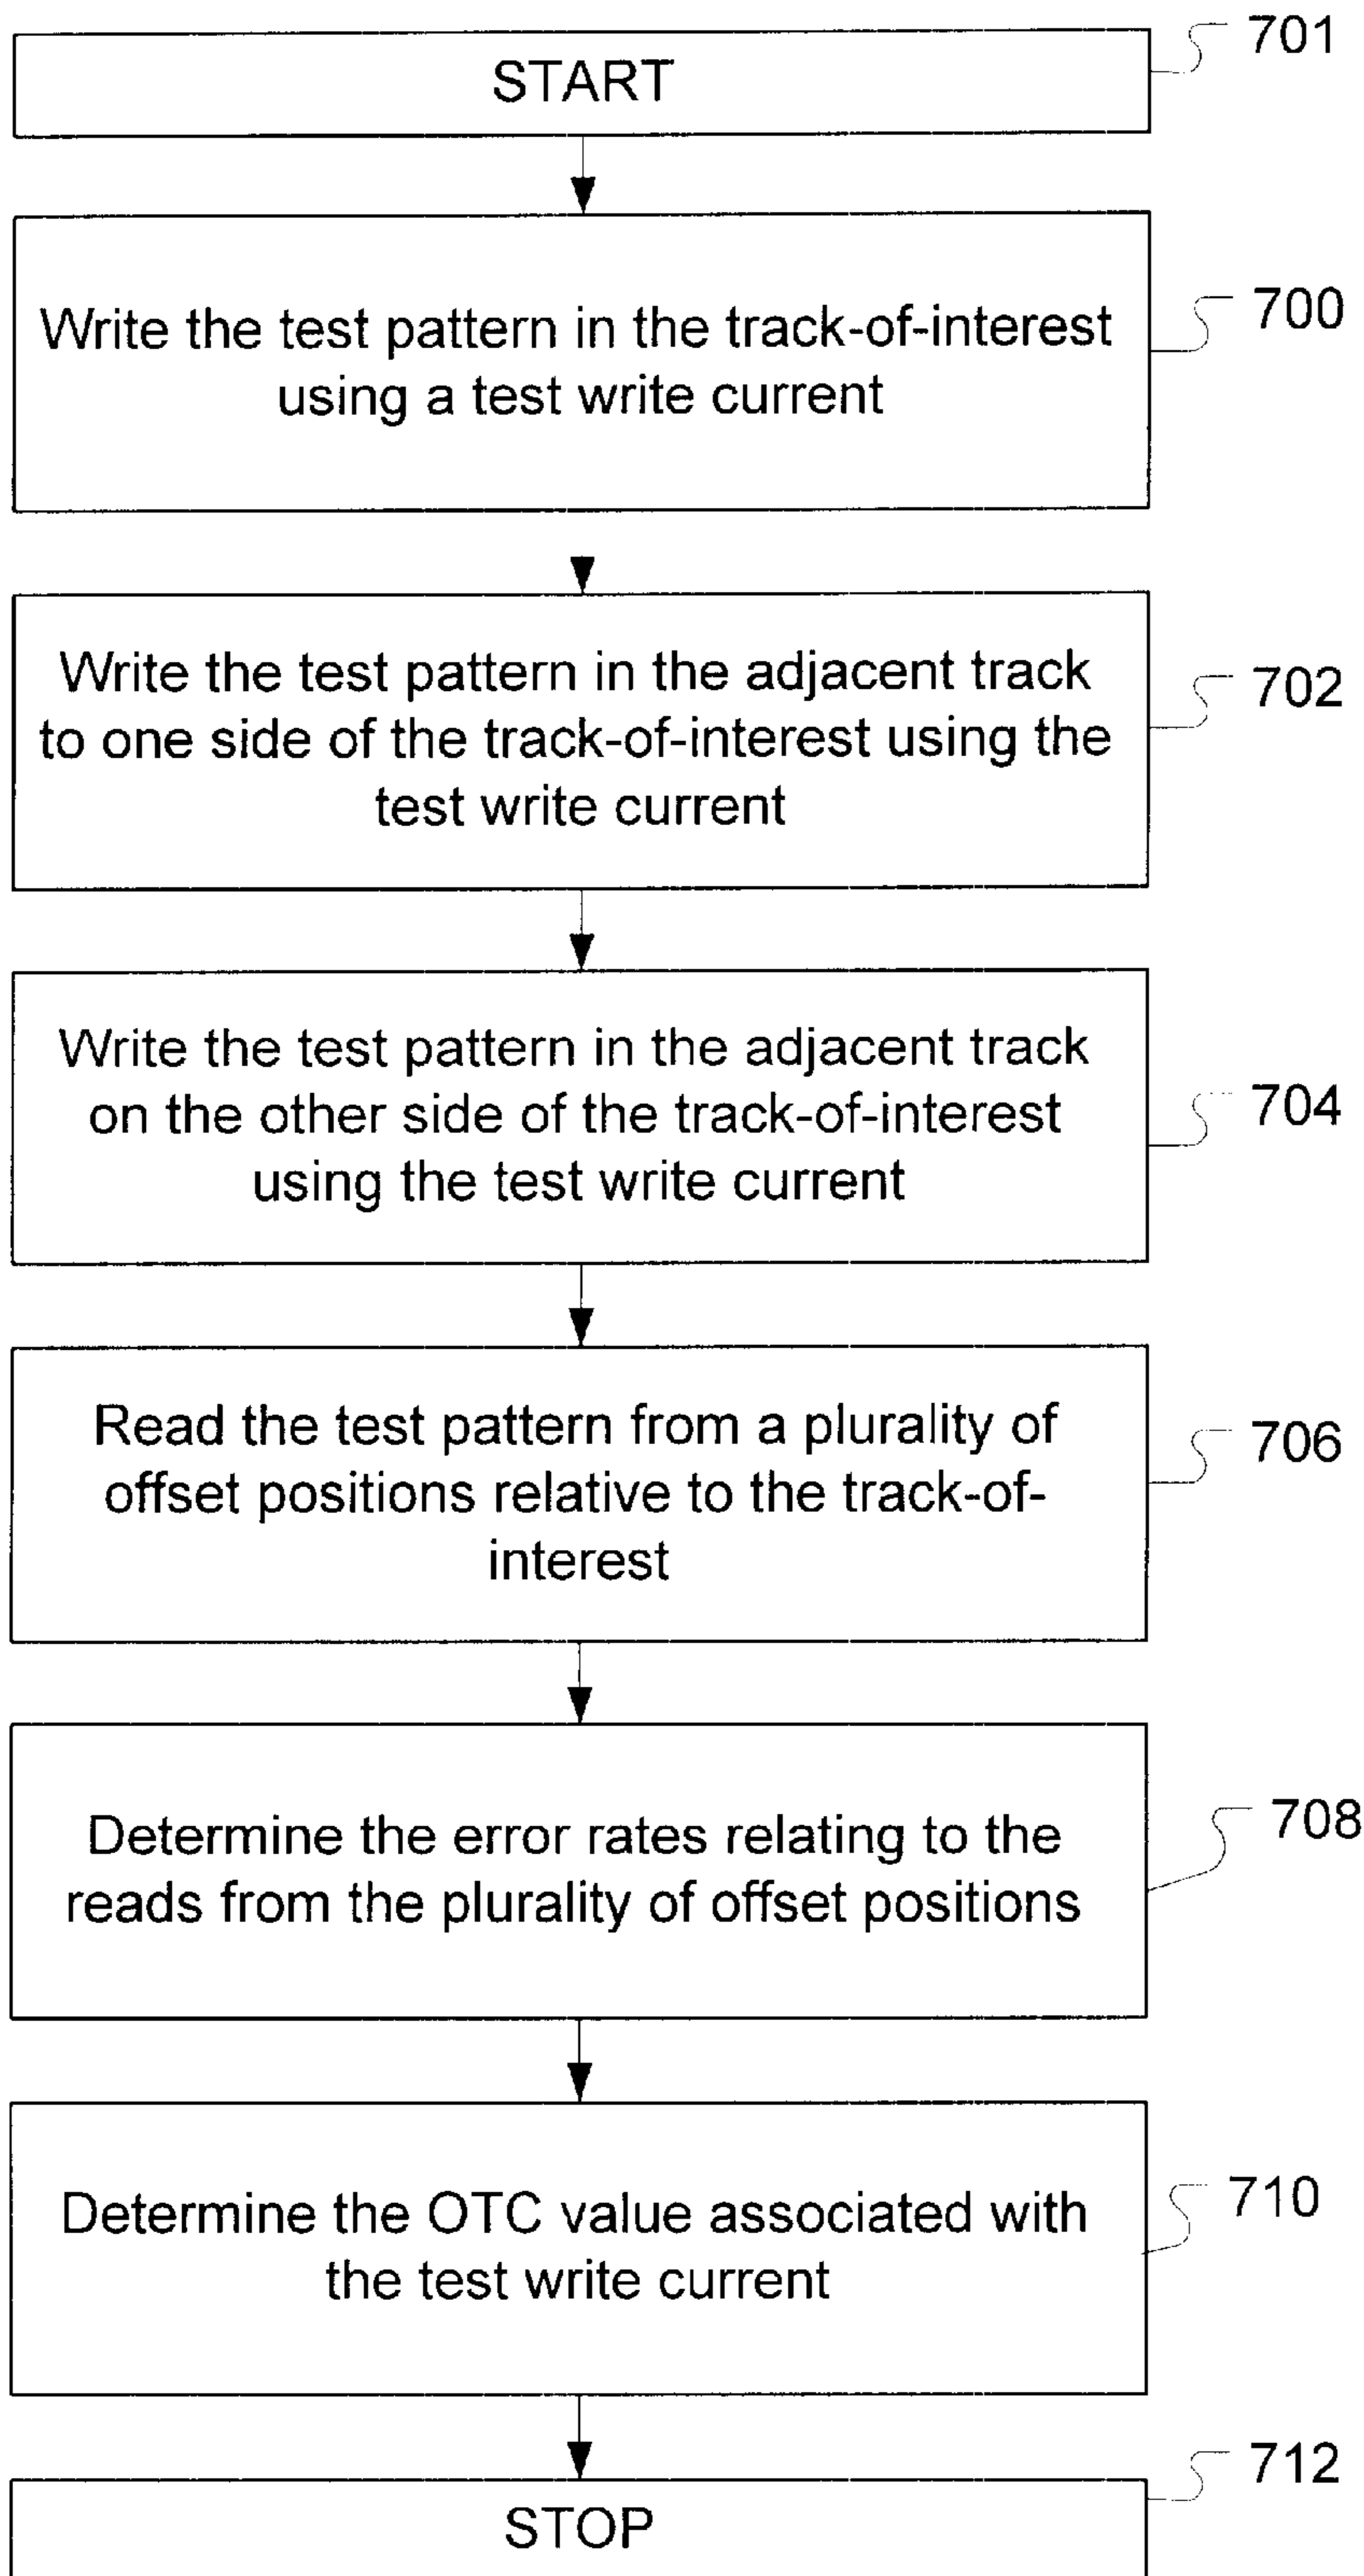 START
701
Write the test pattern in the track-of-interest
using a test write current
700
Write the test pattern in the adjacent track
to one side of the track-of-interest using the
test write current
702
Write the test pattern in the adjacent track
on the other side of the track-of-interest
using the test write current
704
Read the test pattern from a plurality of
offset positions relative to the track-of-
interest
706
Determine the error rates relating to the
reads from the plurality of offset positions
708
Determine the OTC value associated with
the test write current
710
STOP
712